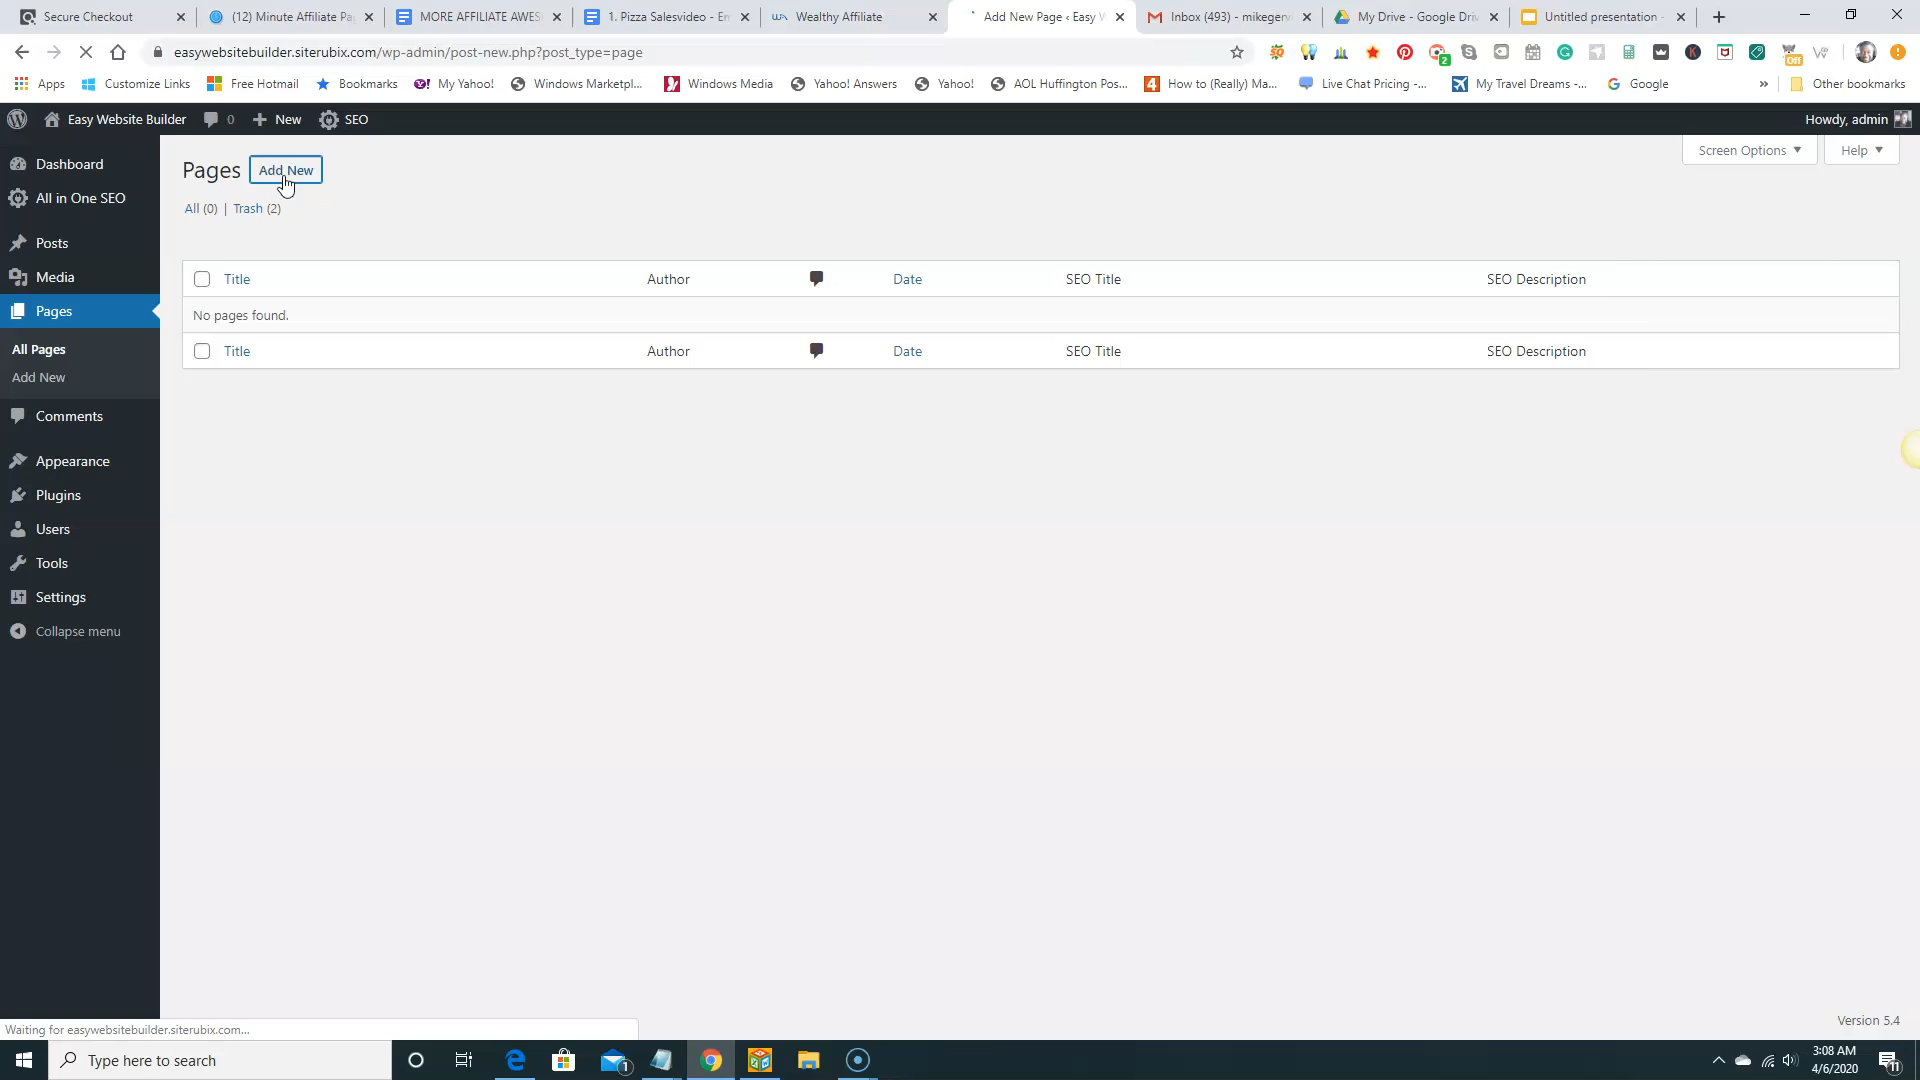 Secure Checkout
(12) Minute Affiliate Pa
MORE AFFILIATE AWES
1. Pizza Salesvideo - Em
Wealthy Affiliate
Add New Page ‹ Easy W
Inbox (493) - mikegerv
My Drive - Google Driv
Untitled presentation -
easywebsitebuilder.siterubix.com/wp-admin/post-new.php?post_type=page
2
Off
Apps
Customize Links
Free Hotmail
Bookmarks
My Yahoo!
Windows Marketpl...
Windows Media
Yahoo! Answers
Yahoo!
AOL Huffington Pos...
How to (Really) Ma...
Live Chat Pricing -...
My Travel Dreams -...
Google
»
Other bookmarks
Easy Website Builder
0
New
SEO
Howdy, admin
Dashboard
All in One SEO
Posts
Media
Pages
All Pages
Add New
Comments
Appearance
Plugins
Users
Tools
Settings
Collapse menu
Pages
Add New
Screen Options
Help
All (0) | Trash (2)
Title Author Date SEO Title SEO Description
No pages found.
Title Author Date SEO Title SEO Description
Version 5.4
Waiting for easywebsitebuilder.siterubix.com...
Type here to search
1
3:08 AM
4/6/2020
11